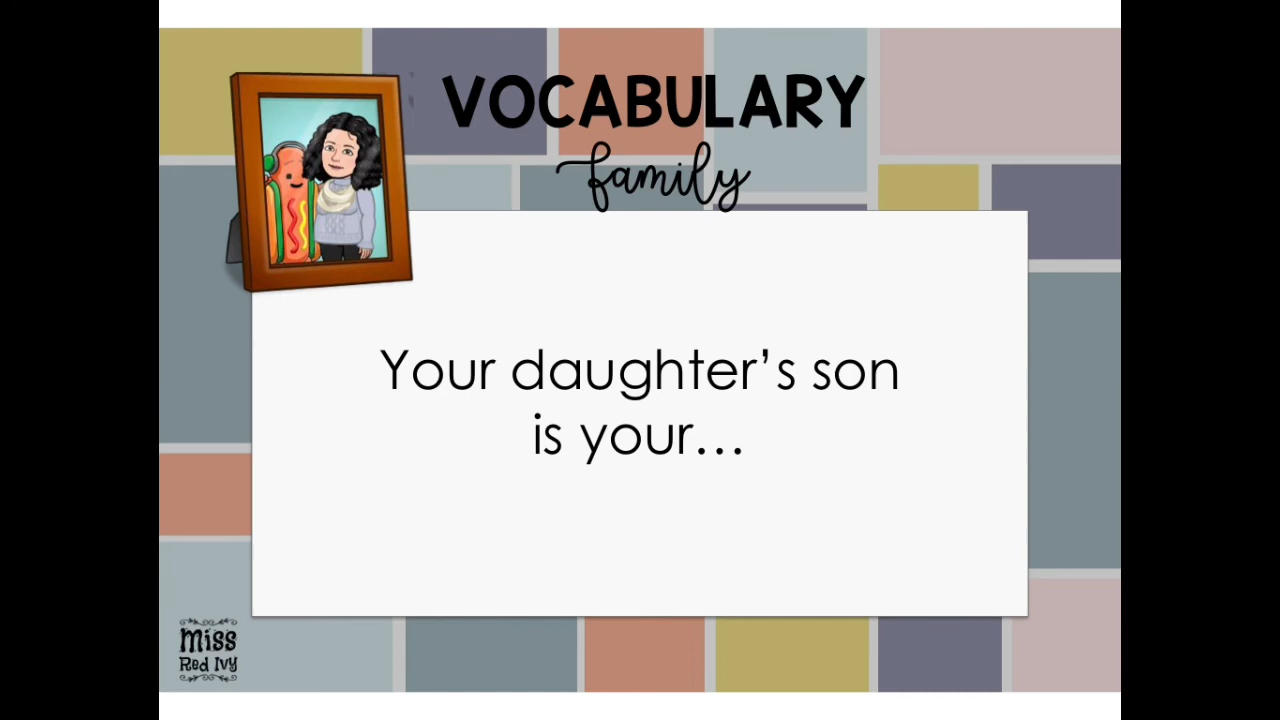 VOCABULARY
family
Your daughter’s son
is your…
Miss
Red Ivy